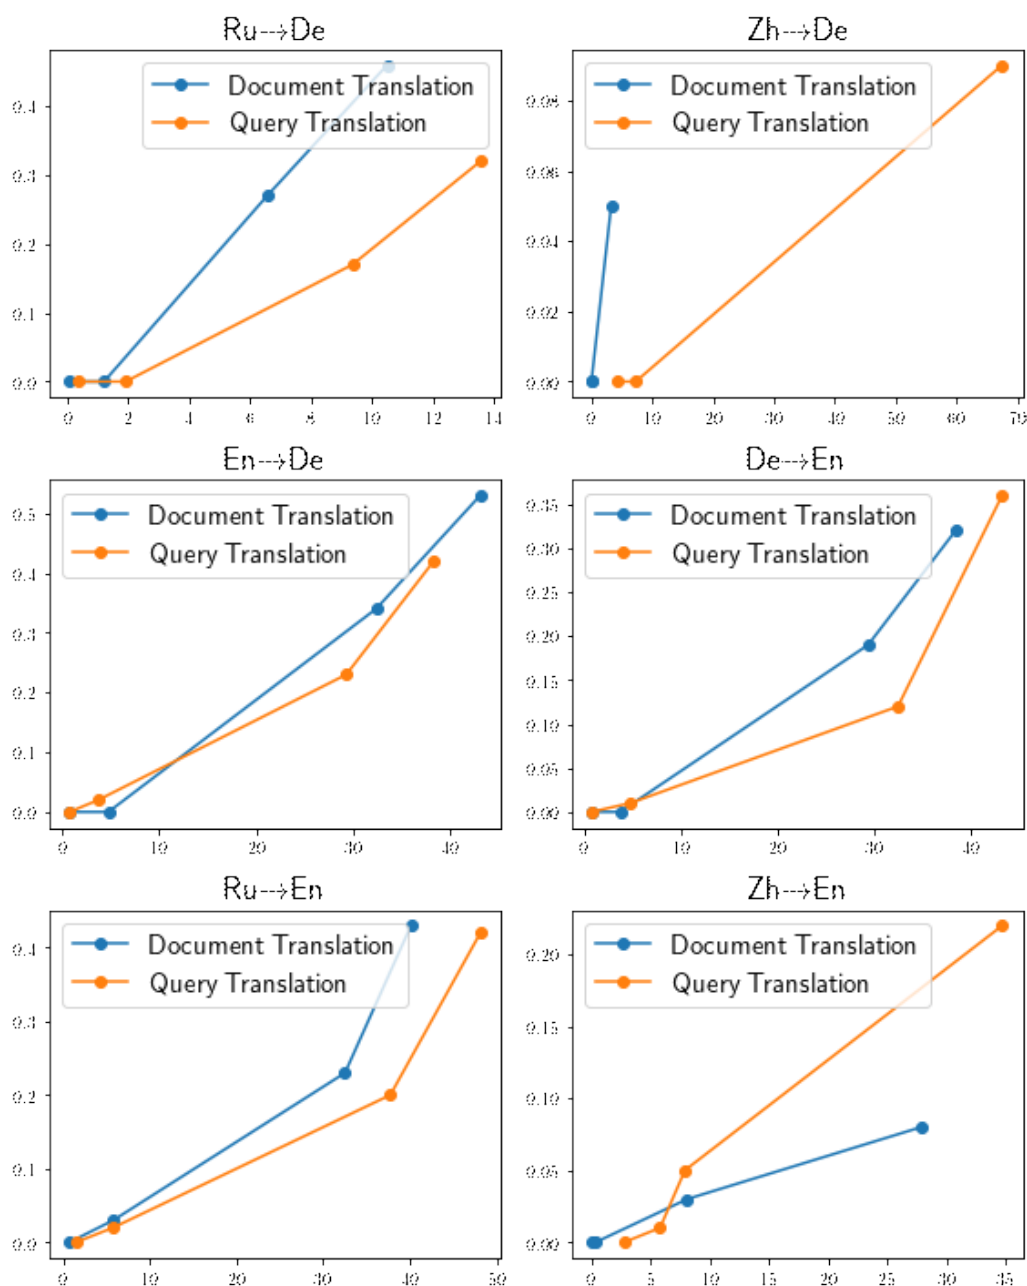 Ru→De
Document Translation
Query Translation
0.4
0.3
0.2
0.1
0.0
0 2 4 6 8 10 12 14
Zh→De
Document Translation
Query Translation
0.08
0.06
0.04
0.02
0.00
0 10 20 30 40 50 60 70
En→De
Document Translation
Query Translation
0.5
0.4
0.3
0.2
0.1
0.0
0 10 20 30 40
De→En
Document Translation
Query Translation
0.35
0.30
0.25
0.20
0.15
0.10
0.05
0.00
0 10 20 30 40
Ru→En
Document Translation
Query Translation
0.4
0.3
0.2
0.1
0.0
0 10 20 30 40 50
Zh→En
Document Translation
Query Translation
0.20
0.15
0.10
0.05
0.00
0 5 10 15 20 25 30 35